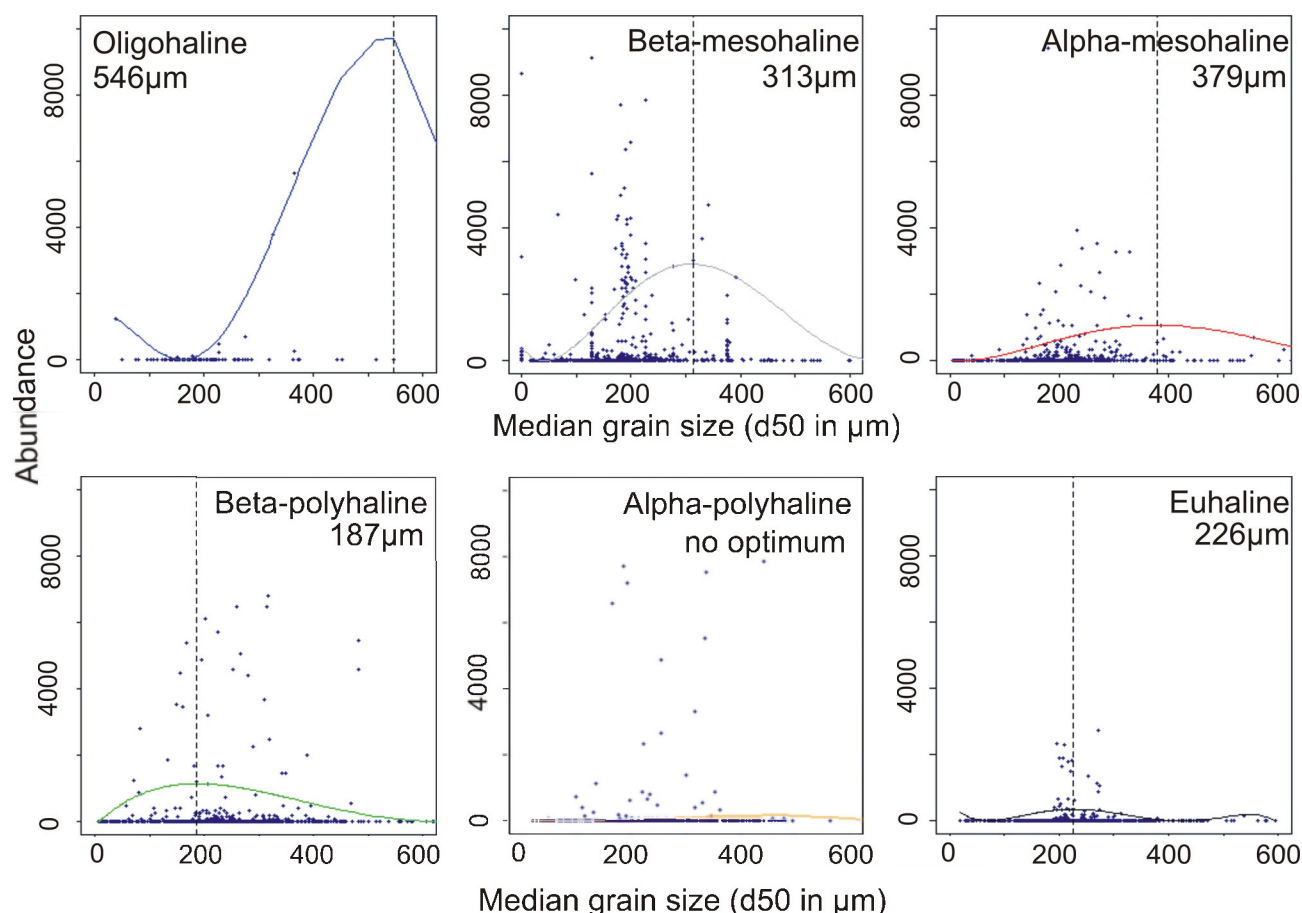 Oligohaline
546µm
8000
4000
0
0
200
400
600
Beta-mesohaline
313µm
8000
4000
0
0
200
400
600
Alpha-mesohaline
379µm
8000
4000
0
0
200
400
600
Abundance
Median grain size (d50 in µm)
Beta-polyhaline
187µm
8000
4000
0
0
200
400
600
Alpha-polyhaline
no optimum
8000
4000
0
0
200
400
600
Euhaline
226µm
8000
4000
0
0
200
400
600
Median grain size (d50 in µm)